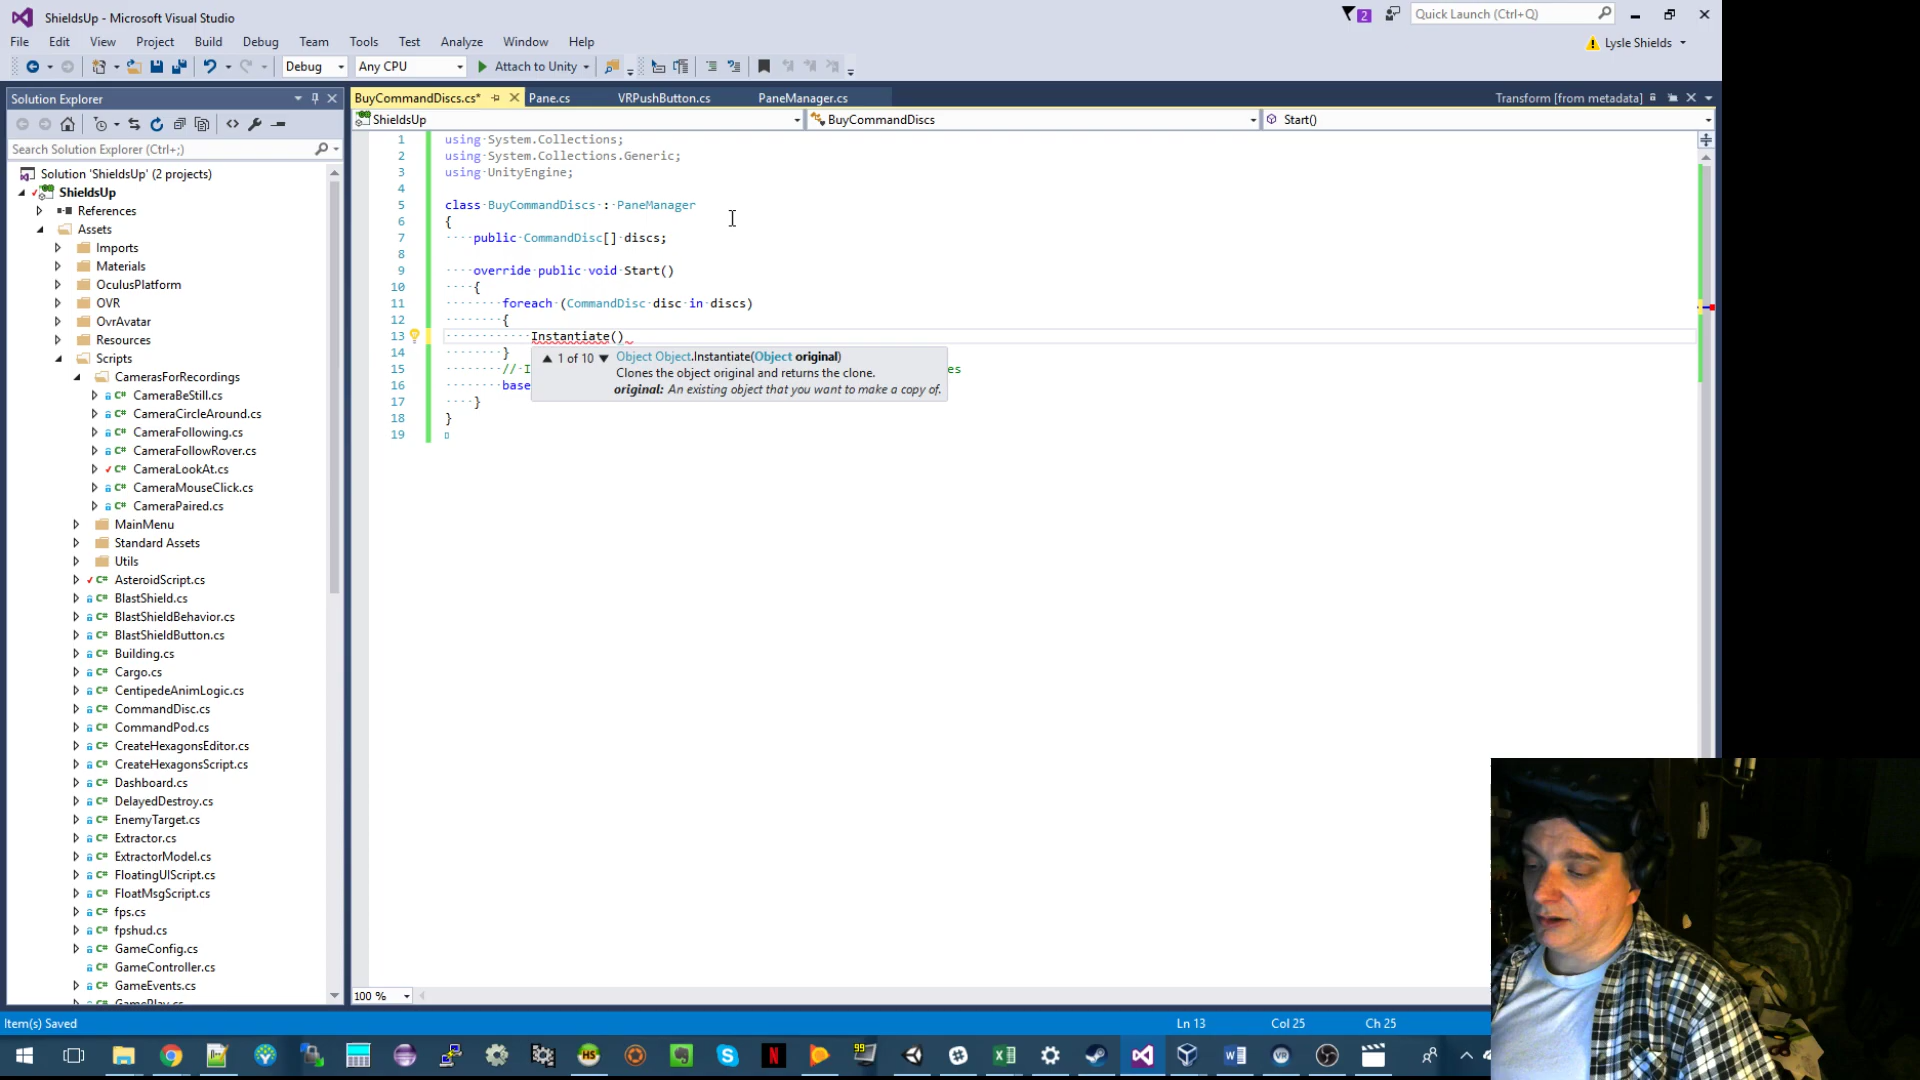 ShieldsUp - Microsoft Visual Studio
2
Quick Launch (Ctrl+Q)
File Edit View Project Build Debug Team Tools Test Analyze Window Help
Lysle Shields
Debug Any CPU Attach to Unity
Solution Explorer
BuyCommandDiscs.cs* Pane.cs VRPushButton.cs PaneManager.cs Transform [from metadata]
ShieldsUp BuyCommandDiscs Start()
Search Solution Explorer (Ctrl+;)
Solution 'ShieldsUp' (2 projects)
ShieldsUp
References
Assets
Imports
Materials
OculusPlatform
OVR
OvrAvatar
Resources
Scripts
CamerasForRecordings
CameraBeStill.cs
CameraCircleAround.cs
CameraFollowing.cs
CameraFollowRover.cs
CameraLookAt.cs
CameraMouseClick.cs
CameraPaired.cs
MainMenu
Standard Assets
Utils
AsteroidScript.cs
BlastShield.cs
BlastShieldBehavior.cs
BlastShieldButton.cs
Building.cs
Cargo.cs
CentipedeAnimLogic.cs
CommandDisc.cs
CommandPod.cs
CreateHexagonsEditor.cs
CreateHexagonsScript.cs
Dashboard.cs
DelayedDestroy.cs
EnemyTarget.cs
Extractor.cs
ExtractorModel.cs
FloatingUIScript.cs
FloatMsgScript.cs
fps.cs
fpshud.cs
GameConfig.cs
GameController.cs
GameEvents.cs
GamePlay.cs
1 using System.Collections;
2 using System.Collections.Generic;
3 using UnityEngine;
4
5 class BuyCommandDiscs : PaneManager
6 {
7 public CommandDisc[] discs;
8
9 override public void Start()
10 {
11 foreach (CommandDisc disc in discs)
12 {
13 Instantiate()
14 }
15 // I
16 base
17 }
18 }
19
1 of 10 Object Object.Instantiate(Object original)
Clones the object original and returns the clone.
original: An existing object that you want to make a copy of.
es
100 %
Item(s) Saved Ln 13 Col 25 Ch 25
HS
N
99
VR